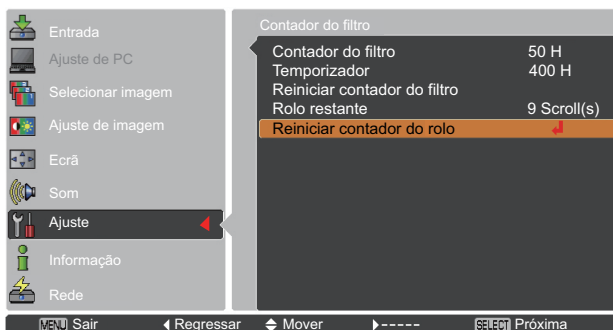 Entrada
Ajuste de PC
Selecionar imagem
Ajuste de imagem
Ecrã
Som
Ajuste
Informação
Rede
Contador do filtro
Contador do filtro 50 H
Temporizador 400 H
Reiniciar contador do filtro
Rolo restante 9 Scroll(s)
Reiniciar contador do rolo
MENU Sair Regressar Mover ----- SELECT Próxima